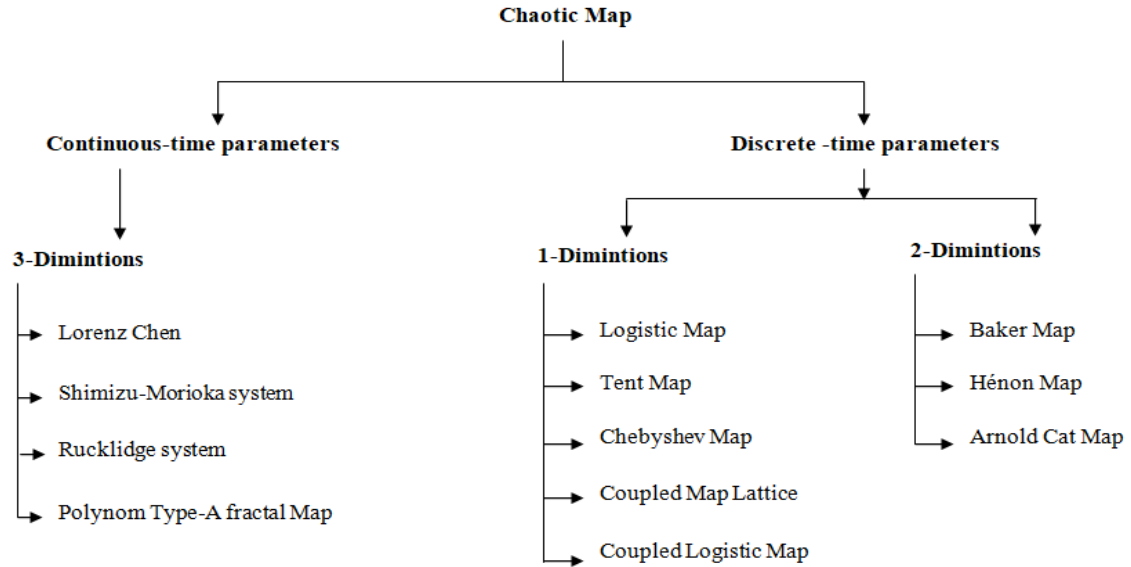 Chaotic Map
Continuous-time parameters
Discrete -time parameters
3-Dimintions
Lorenz Chen
Shimizu-Morioka system
Rucklidge system
Polynom Type-A fractal Map
1-Dimintions
Logistic Map
Tent Map
Chebyshev Map
Coupled Map Lattice
Coupled Logistic Map
2-Dimintions
Baker Map
Hénon Map
Arnold Cat Map